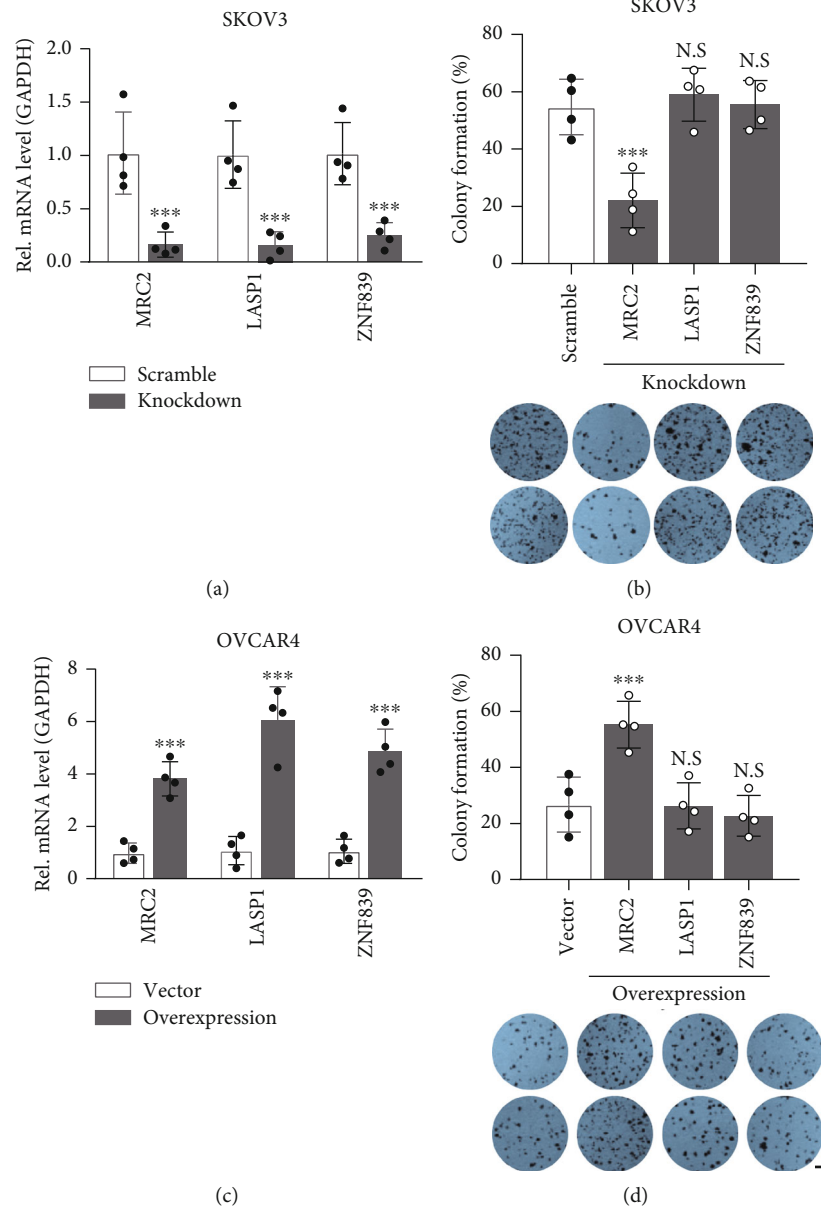 SKOV3
Rel. mRNA level (GAPDH)
2.0
1.5
1.0
0.5
0.0
***
***
***
MRC2
LASP1
ZNF839
Scramble
Knockdown
(a)
SKOV3
Colony formation (%)
80
60
40
20
0
***
N.S
N.S
Scramble
MRC2
LASP1
ZNF839
Knockdown
(b)
OVCAR4
Rel. mRNA level (GAPDH)
8
6
4
2
0
***
***
***
MRC2
LASP1
ZNF839
Vector
Overexpression
(c)
OVCAR4
Colony formation (%)
80
60
40
20
0
***
N.S
N.S
Vector
MRC2
LASP1
ZNF839
Overexpression
(d)